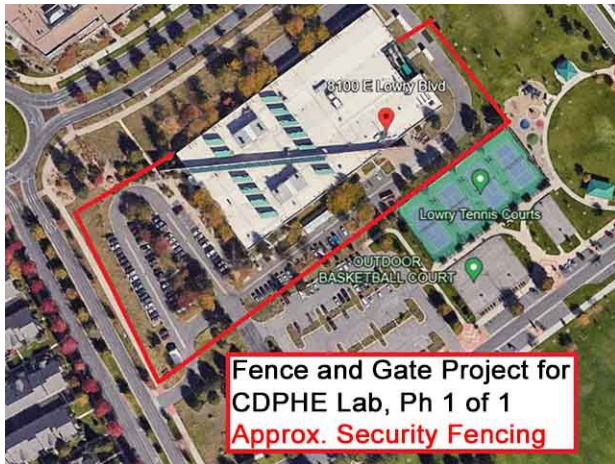 8100 E Lowry Blvd
Lowry Tennis Courts
OUTDOOR
BASKETBALL COURT
Fence and Gate Project for
CDPHE Lab, Ph 1 of 1
Approx. Security Fencing